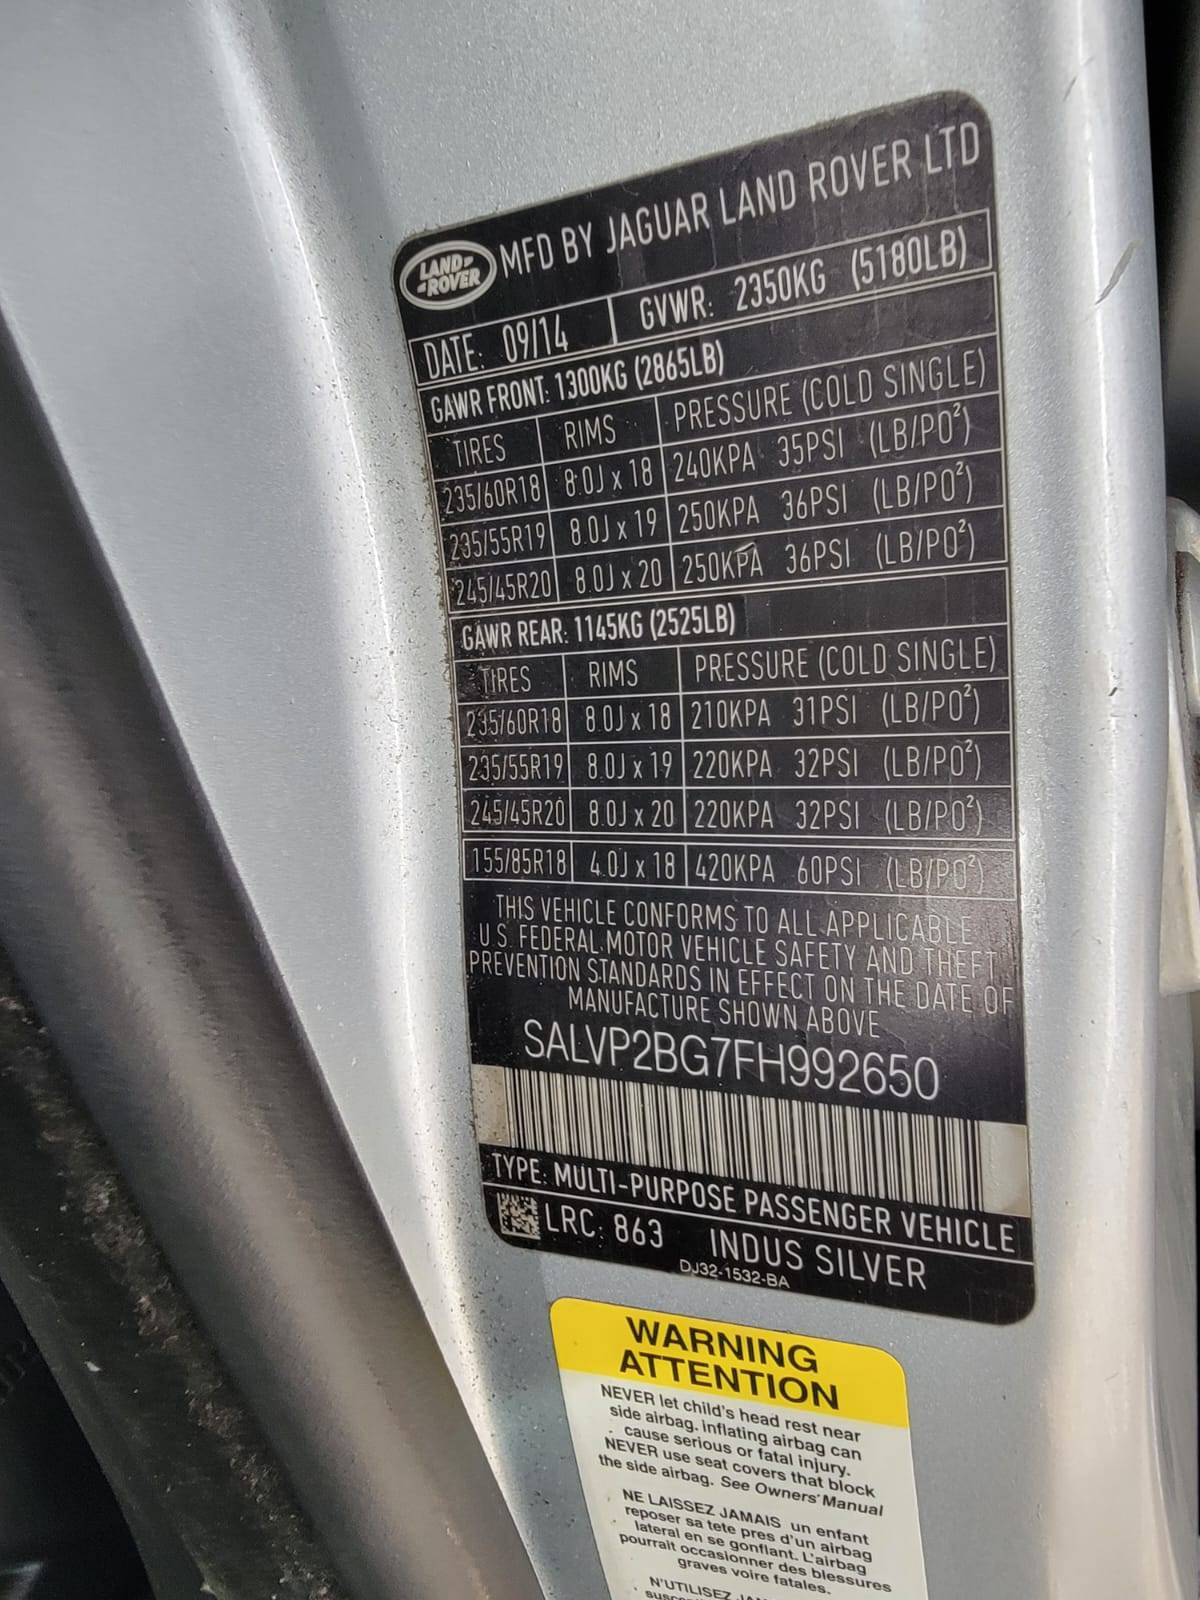 LAND ROVER MFD BY JAGUAR LAND ROVER LTD
DATE: 09/14 GVWR: 2350KG (5180LB)
GAWR FRONT: 1300KG (2865LB)
TIRES RIMS PRESSURE (COLD SINGLE)
235/60R18 8.0J x 18 240KPA 35PSI (LB/PO²)
235/55R19 8.0J x 19 250KPA 36PSI (LB/PO²)
245/45R20 8.0J x 20 250KPA 36PSI (LB/PO²)
GAWR REAR: 1145KG (2525LB)
TIRES RIMS PRESSURE (COLD SINGLE)
235/60R18 8.0J x 18 210KPA 31PSI (LB/PO²)
235/55R19 8.0J x 19 220KPA 32PSI (LB/PO²)
245/45R20 8.0J x 20 220KPA 32PSI (LB/PO²)
155/85R18 4.0J x 18 420KPA 60PSI (LB/PO²)
THIS VEHICLE CONFORMS TO ALL APPLICABLE
U.S. FEDERAL MOTOR VEHICLE SAFETY AND THEFT
PREVENTION STANDARDS IN EFFECT ON THE DATE OF
MANUFACTURE SHOWN ABOVE
SALVP2BG7FH992650
TYPE: MULTI-PURPOSE PASSENGER VEHICLE
LRC: 863 INDUS SILVER
DJ32-1532-BA
WARNING
ATTENTION
NEVER let child's head rest near
side airbag. inflating airbag can
cause serious or fatal injury.
NEVER use seat covers that block
the side airbag. See Owners' Manual
NE LAISSEZ JAMAIS un enfant
reposer sa tete pres d'un airbag
lateral en se gonflant. L'airbag
pourrait occasionner des blessures
graves voire fatales.
N'UTILISEZ